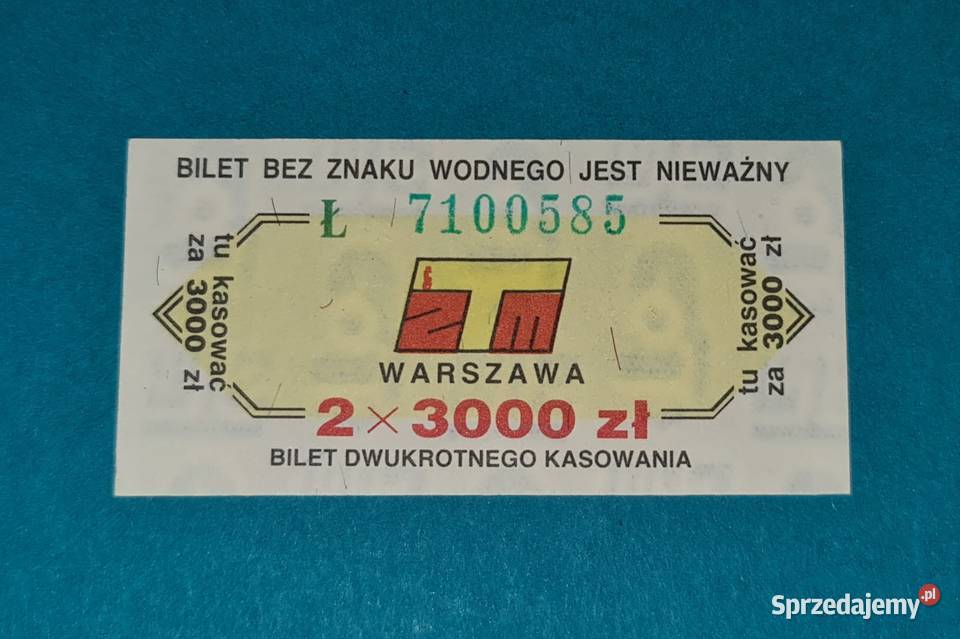 BILET BEZ ZNAKU WODNEGO JEST NIEWAŻNY
Ł 7100585
tu kasować
za 3000 zł
6
ZTM
WARSZAWA
2 × 3000 zł
BILET DWUKROTNEGO KASOWANIA
tu kasować
za 3000 zł
Sprzedajemy.pl